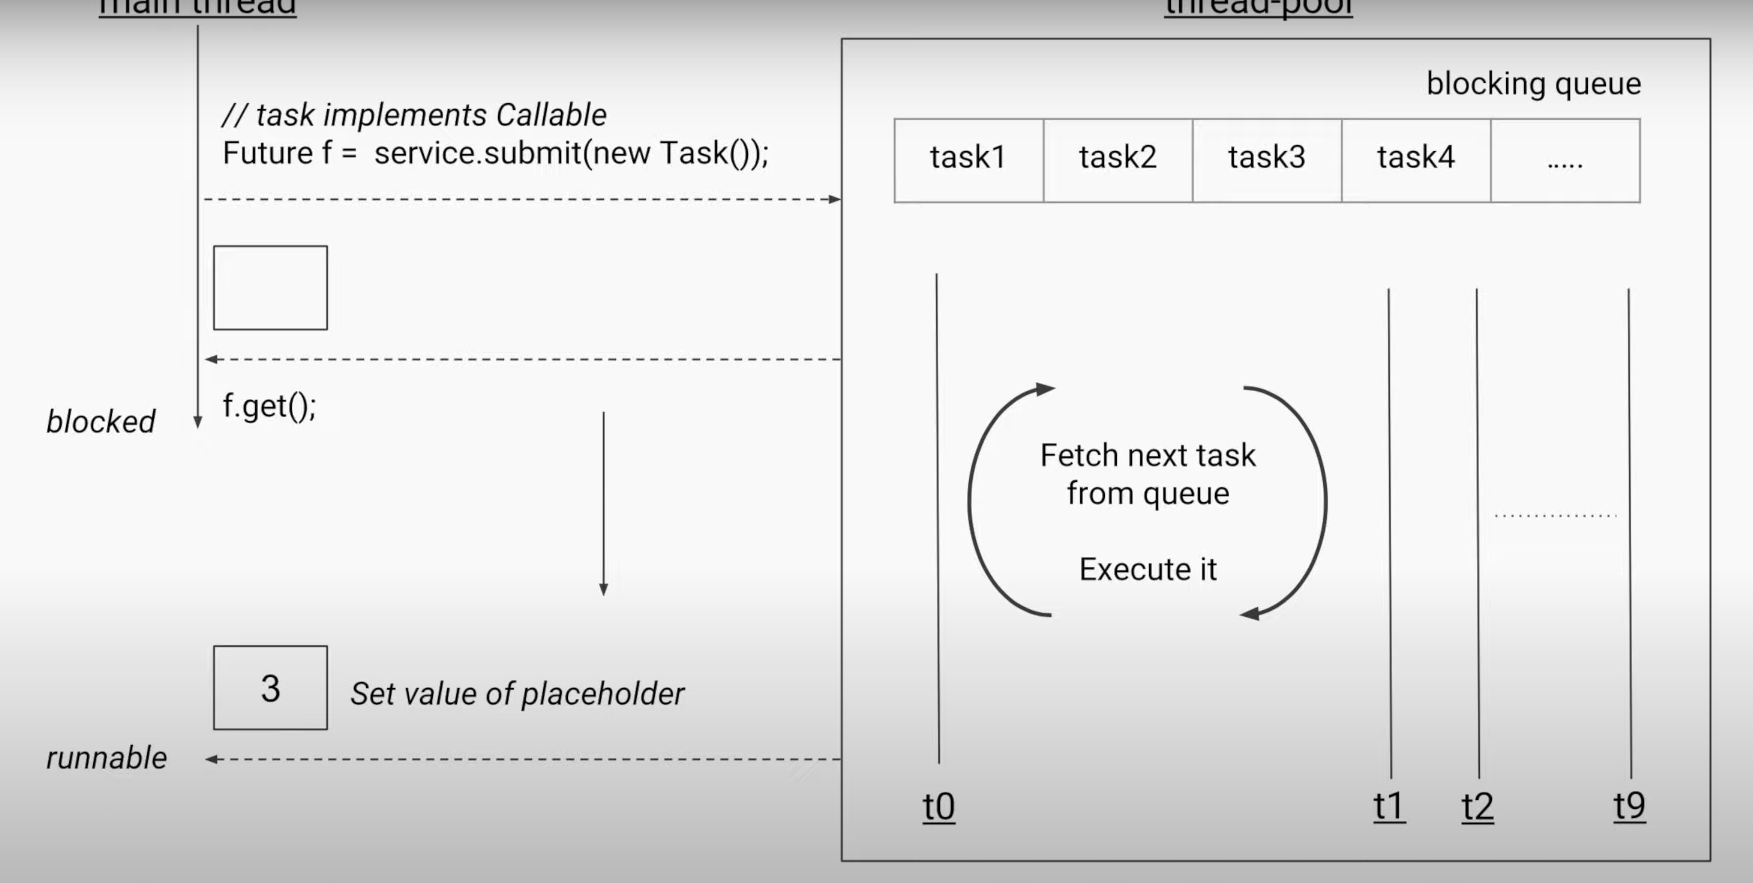 main thread
thread-pool
// task implements Callable
Future f = service.submit(new Task());
blocking queue
task1 task2 task3 task4 .....
f.get();
blocked
Fetch next task
from queue
Execute it
3 Set value of placeholder
runnable
t0 t1 t2 t9